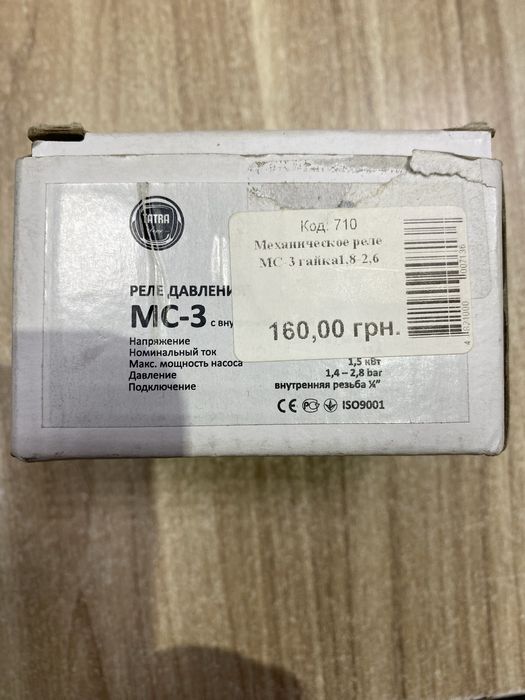 TATRA
Код: 710
Механическое реле
МС-3 гайка1,8-2,6
160,00 грн.
РЕЛЕ ДАВЛЕНИ
МС-3 с вну
Напряжение
Номинальный ток
Макс. мощность насоса 1,5 кВт
Давление 1,4 – 2,8 bar
Подключение внутренняя резьба ¼"
CE PC ISO9001